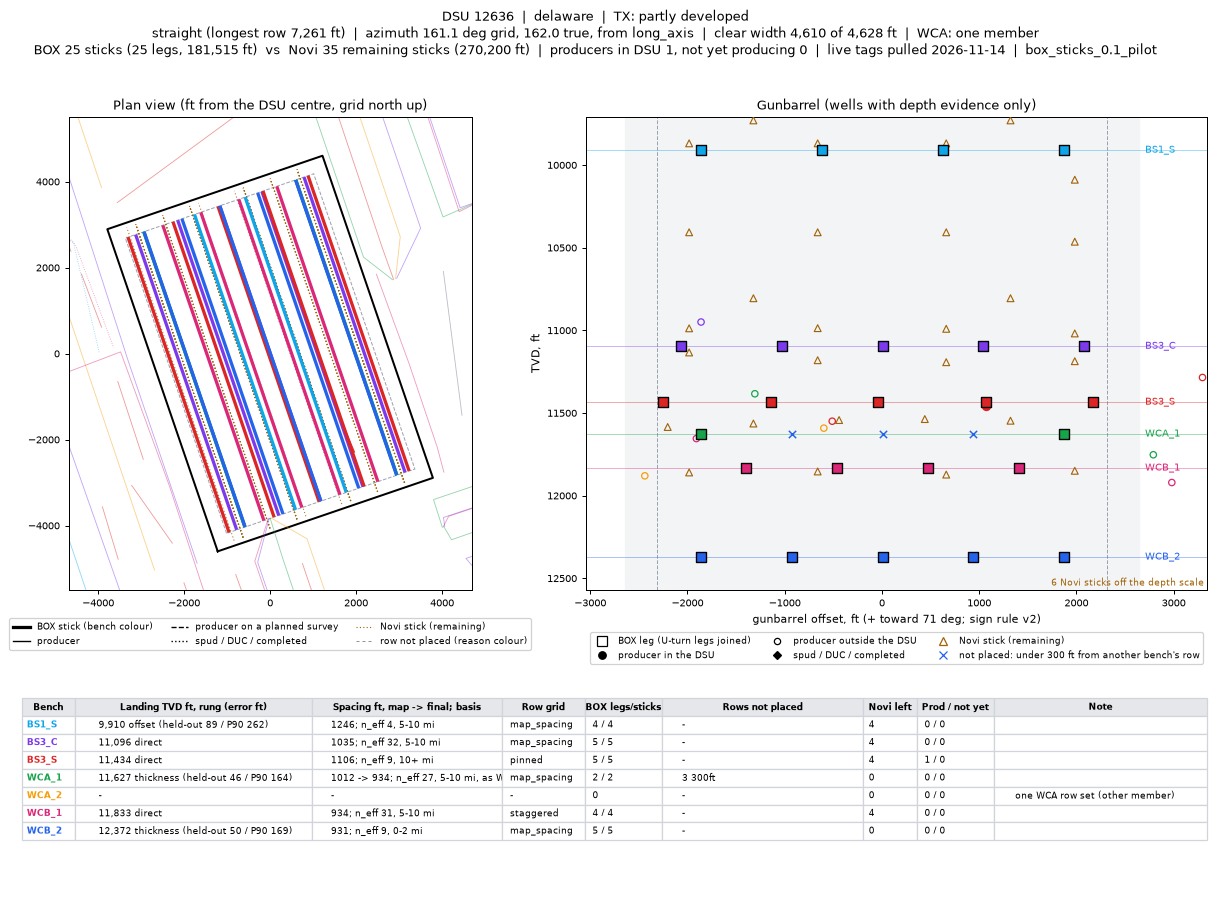 DSU 12636 | delaware | TX: partly developed
straight (longest row 7,261 ft) | azimuth 161.1 deg grid, 162.0 true, from long_axis | clear width 4,610 of 4,628 ft | WCA: one member
BOX 25 sticks (25 legs, 181,515 ft) vs Novi 35 remaining sticks (270,200 ft) | producers in DSU 1, not yet producing 0 | live tags pulled 2026-11-14 | box_sticks_0.1_pilot
Plan view (ft from the DSU centre, grid north up)
4000
2000
0
−2000
−4000
−4000 −2000 0 2000 4000
BOX stick (bench colour) producer on a planned survey Novi stick (remaining)
producer spud / DUC / completed row not placed (reason colour)
Gunbarrel (wells with depth evidence only)
TVD, ft
10000
10500
11000
11500
12000
12500
BS1_S
BS3_C
BS3_S
WCA_1
WCB_1
WCB_2
6 Novi sticks off the depth scale
−3000 −2000 −1000 0 1000 2000 3000
gunbarrel offset, ft (+ toward 71 deg; sign rule v2)
BOX leg (U-turn legs joined) producer outside the DSU Novi stick (remaining)
producer in the DSU spud / DUC / completed not placed: under 300 ft from another bench's row
Bench Landing TVD ft, rung (error ft) Spacing ft, map -> final; basis Row grid BOX legs/sticks Rows not placed Novi left Prod / not yet Note
BS1_S 9,910 offset (held-out 89 / P90 262) 1246; n_eff 4, 5-10 mi map_spacing 4 / 4 - 4 0 / 0
BS3_C 11,096 direct 1035; n_eff 32, 5-10 mi map_spacing 5 / 5 - 4 0 / 0
BS3_S 11,434 direct 1106; n_eff 9, 10+ mi pinned 5 / 5 - 4 1 / 0
WCA_1 11,627 thickness (held-out 46 / P90 164) 1012 -> 934; n_eff 27, 5-10 mi, as W map_spacing 2 / 2 3 300ft 0 0 / 0
WCA_2 - - - 0 - 0 0 / 0 one WCA row set (other member)
WCB_1 11,833 direct 934; n_eff 31, 5-10 mi staggered 4 / 4 - 4 0 / 0
WCB_2 12,372 thickness (held-out 50 / P90 169) 931; n_eff 9, 0-2 mi map_spacing 5 / 5 - 0 0 / 0